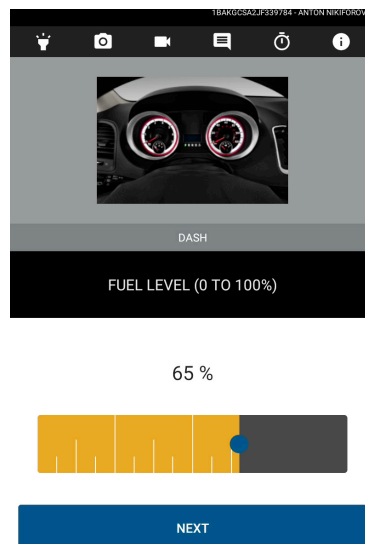 1BAKGCSA2JF339784 - ANTON NIKIFOROV
DASH
FUEL LEVEL (0 TO 100%)
65 %
NEXT